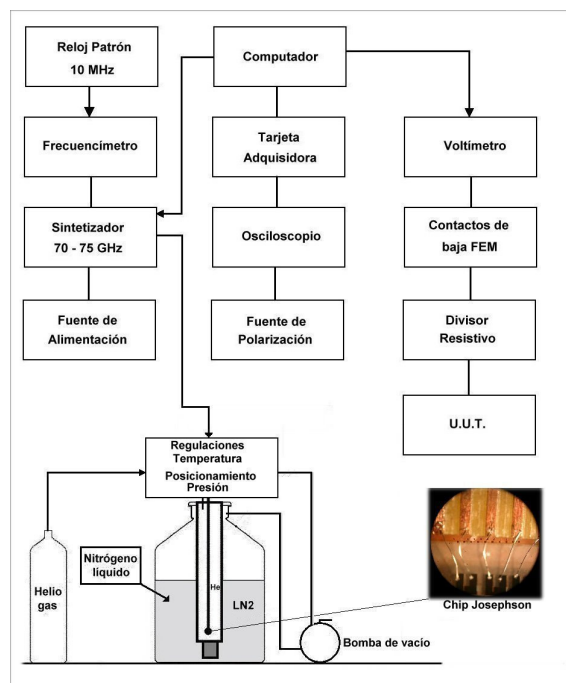 Reloj Patrón
10 MHz
Computador
Frecuencímetro
Tarjeta
Adquisidora
Voltímetro
Sintetizador
70 - 75 GHz
Osciloscopio
Contactos de
baja FEM
Fuente de
Alimentación
Fuente de
Polarización
Divisor
Resistivo
U.U.T.
Regulaciones
Temperatura
Posicionamiento
Presión
Nitrógeno
líquido
Helio
gas
He
LN2
Chip Josephson
Bomba de vacío